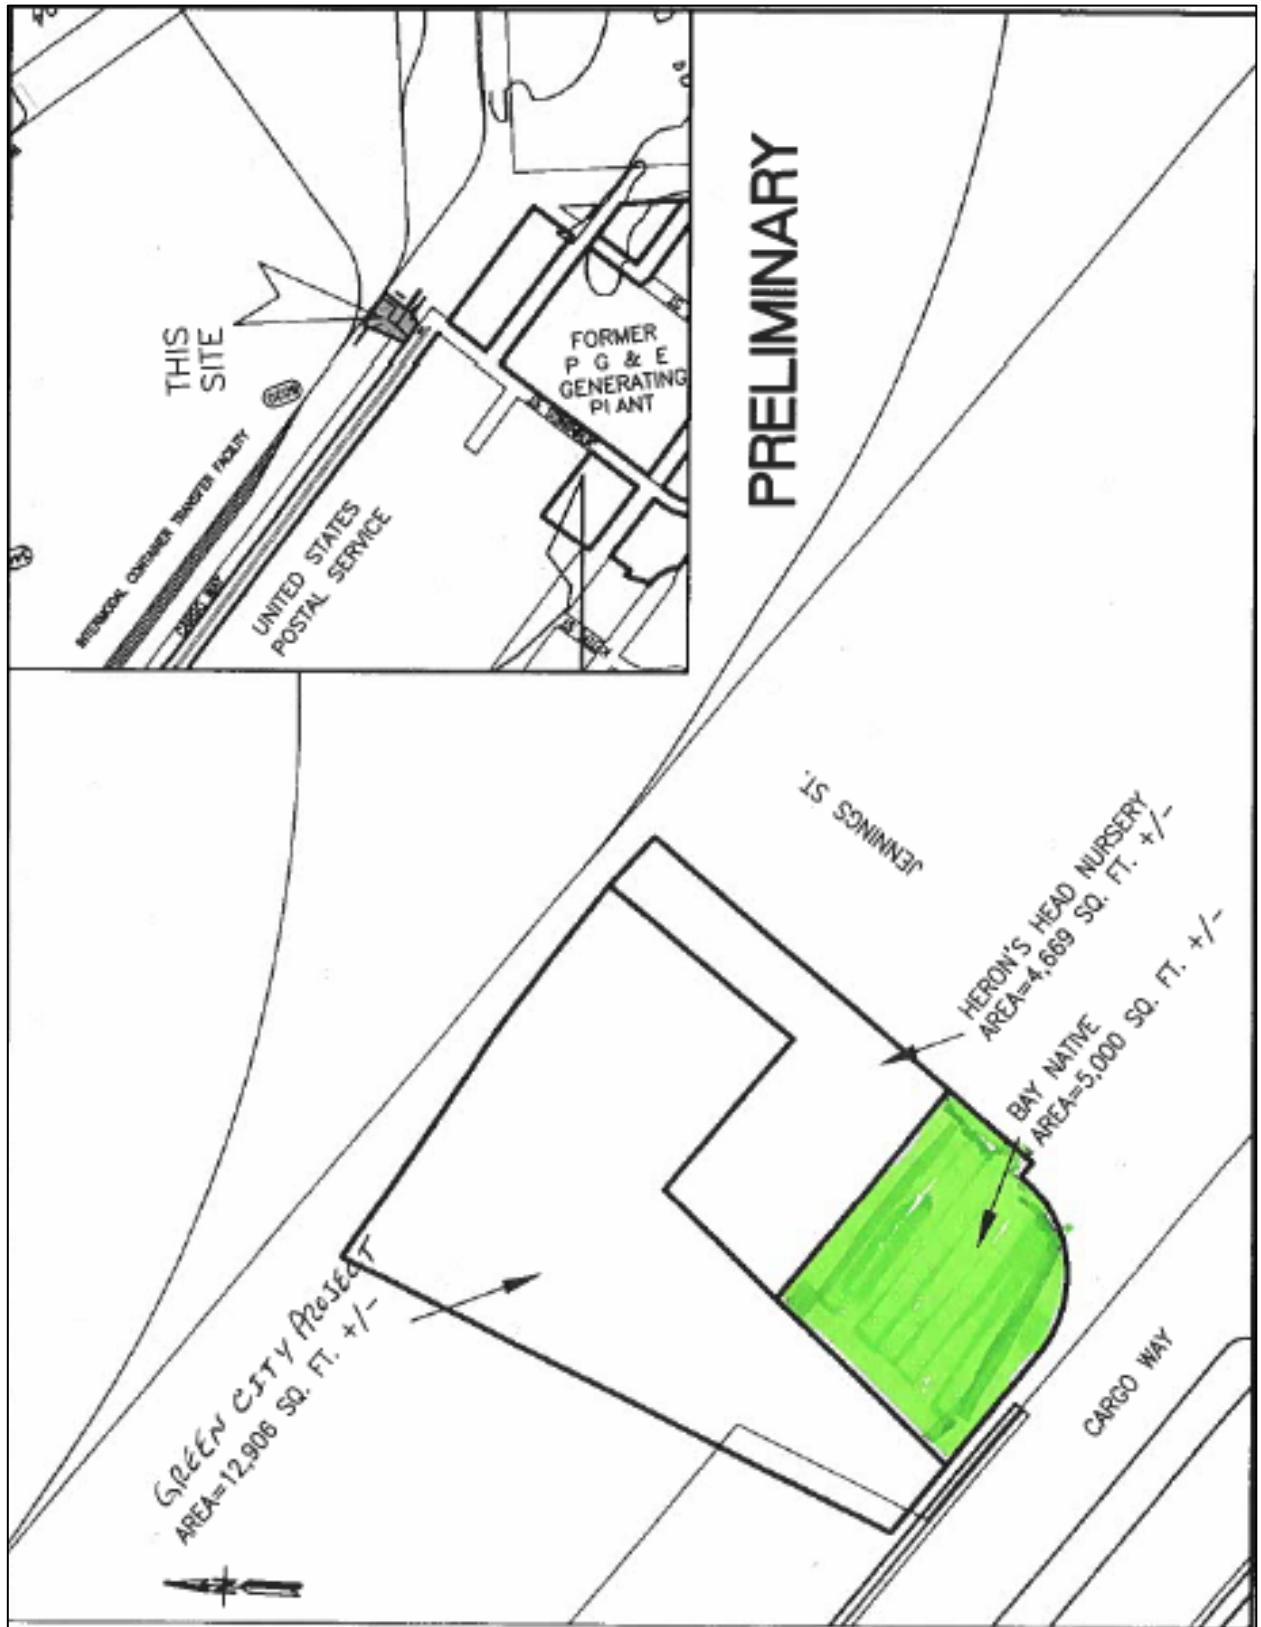 PRELIMINARY
THIS
SITE
INTERMODAL CONTAINER TRANSFER FACILITY
CARGO WAY
UNITED STATES
POSTAL SERVICE
FORMER
P G & E
GENERATING
PLANT
JENNINGS ST.
HERON'S HEAD NURSERY
AREA=4,669 SQ. FT. +/-
BAY NATIVE
AREA=5,000 SQ. FT. +/-
GREEN CITY PROJECT
AREA=12,906 SQ. FT. +/-
CARGO WAY